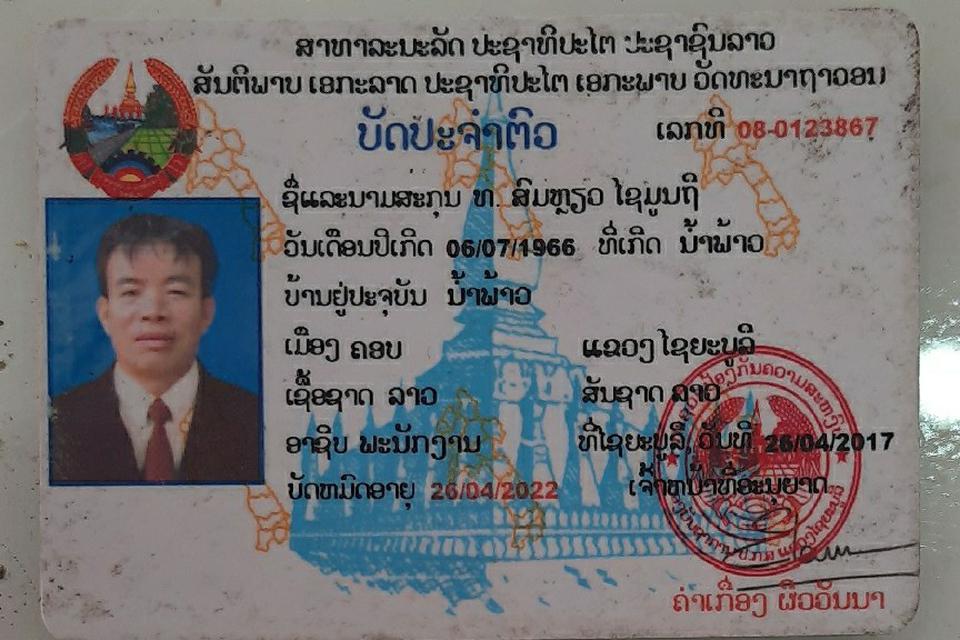 ສາທາລະນະລັດ ປະຊາທິປະໄຕ ປະຊາຊົນລາວ
ສັນຕິພາບ ເອກະລາດ ປະຊາທິປະໄຕ ເອກະພາບ ວັດທະນາຖາວອນ
ບັດປະຈຳຕົວ
ເລກທີ 08-0123867
ຊື່ແລະນາມສະກຸນ ທ. ສົມຫຼຽວ ໄຊມູນຖີ
ວັນເດືອນປີເກີດ 06/07/1966 ທີ່ເກີດ ນ້ຳພ້າວ
ບ້ານຢູ່ປະຈຸບັນ ນ້ຳພ້າວ
ເມືອງ ຄອບ ແຂວງ ໄຊຍະບູລີ
ເຊື້ອຊາດ ລາວ ສັນຊາດ ລາວ
ອາຊີບ ພະນັກງານ ທີ່ໄຊຍະບູລີ, ວັນທີ 26/04/2017
ບັດຫມົດອາຍຸ 26/04/2022 ເຈົ້າຫນ້າທີ່ອະນຸຍາດ
ຄ່າເກື່ອງ ຜິວວັນນາ